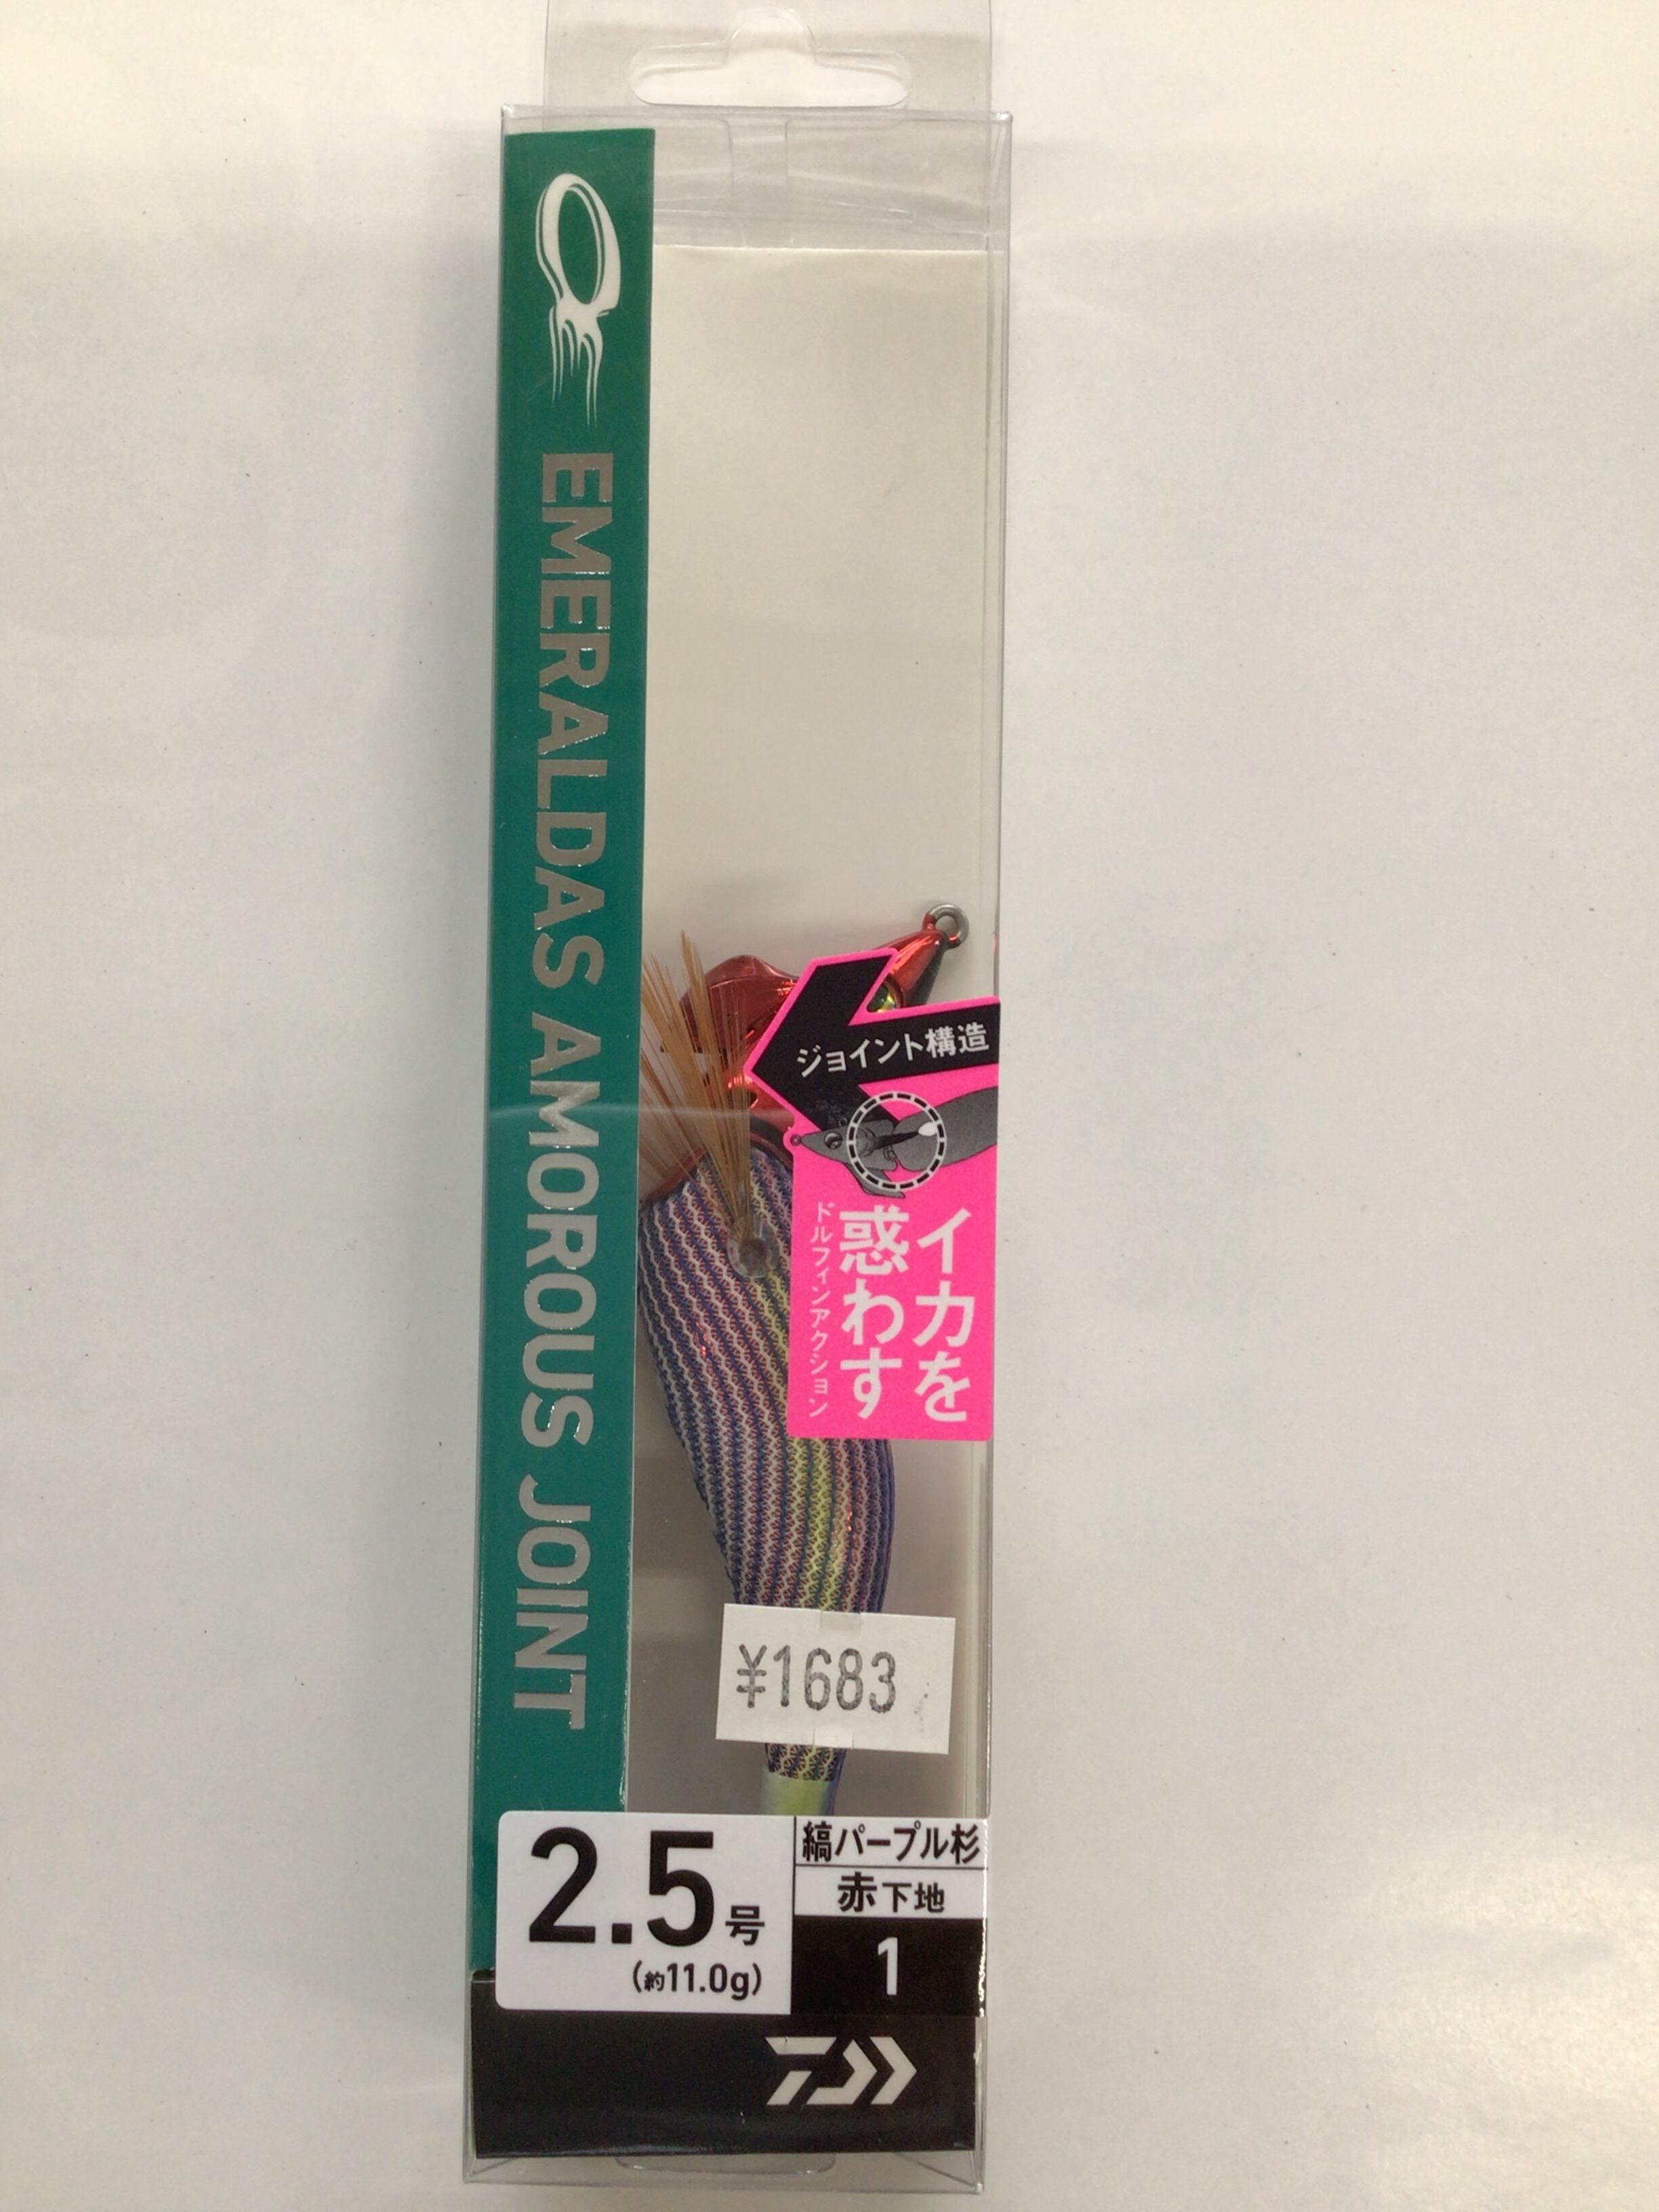 EMERALDAS AMOROUS JOINT
ジョイント構造
イカを
惑わす
ドルフィンアクション
¥1683
2.5号
(約11.0g)
縞パープル杉
赤下地
1